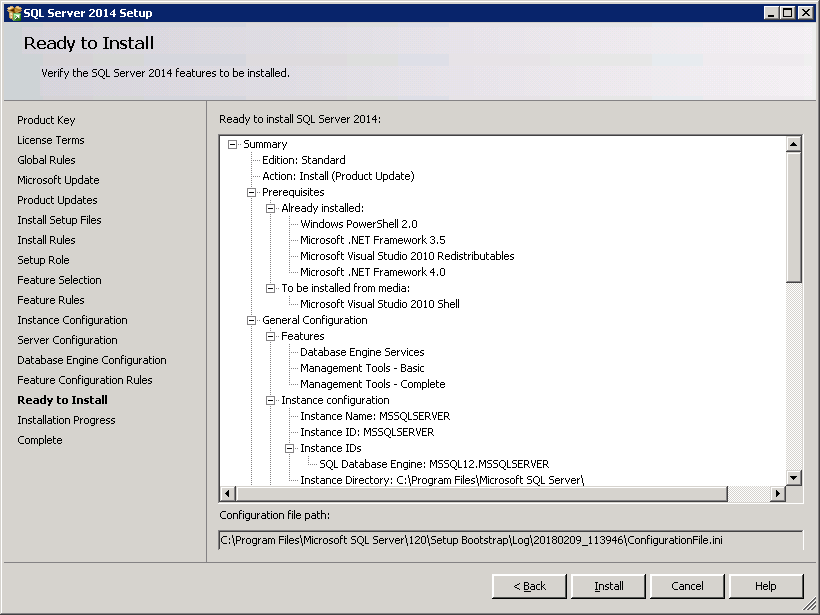 SQL Server 2014 Setup
Ready to Install
Verify the SQL Server 2014 features to be installed.
Product Key
License Terms
Global Rules
Microsoft Update
Product Updates
Install Setup Files
Install Rules
Setup Role
Feature Selection
Feature Rules
Instance Configuration
Server Configuration
Database Engine Configuration
Feature Configuration Rules
Ready to Install
Installation Progress
Complete
Ready to install SQL Server 2014:
Summary
Edition: Standard
Action: Install (Product Update)
Prerequisites
Already installed:
Windows PowerShell 2.0
Microsoft .NET Framework 3.5
Microsoft Visual Studio 2010 Redistributables
Microsoft .NET Framework 4.0
To be installed from media:
Microsoft Visual Studio 2010 Shell
General Configuration
Features
Database Engine Services
Management Tools - Basic
Management Tools - Complete
Instance configuration
Instance Name: MSSQLSERVER
Instance ID: MSSQLSERVER
Instance IDs
SQL Database Engine: MSSQL12.MSSQLSERVER
Instance Directory: C:\Program Files\Microsoft SQL Server\
Configuration file path:
C:\Program Files\Microsoft SQL Server\120\Setup Bootstrap\Log\20180209_113946\ConfigurationFile.ini
< Back
Install
Cancel
Help